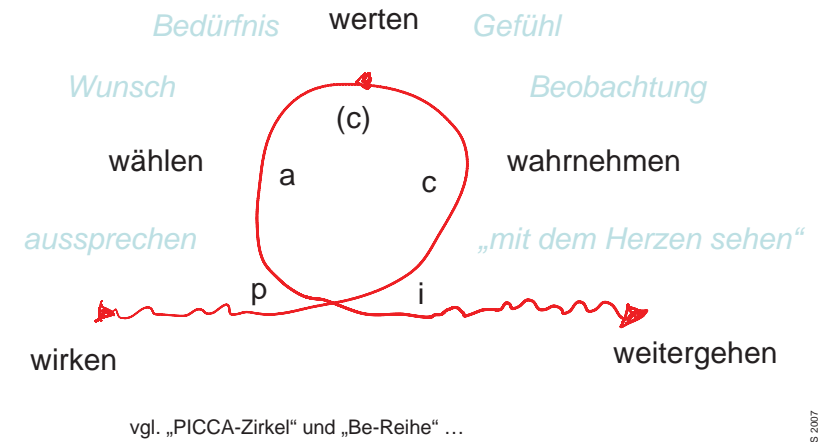 Bedürfnis werten Gefühl
Wunsch Beobachtung
(c)
wählen a c wahrnehmen
aussprechen „mit dem Herzen sehen“
p i
wirken weitergehen
vgl. „PICCA-Zirkel“ und „Be-Reihe“ …
S 2007